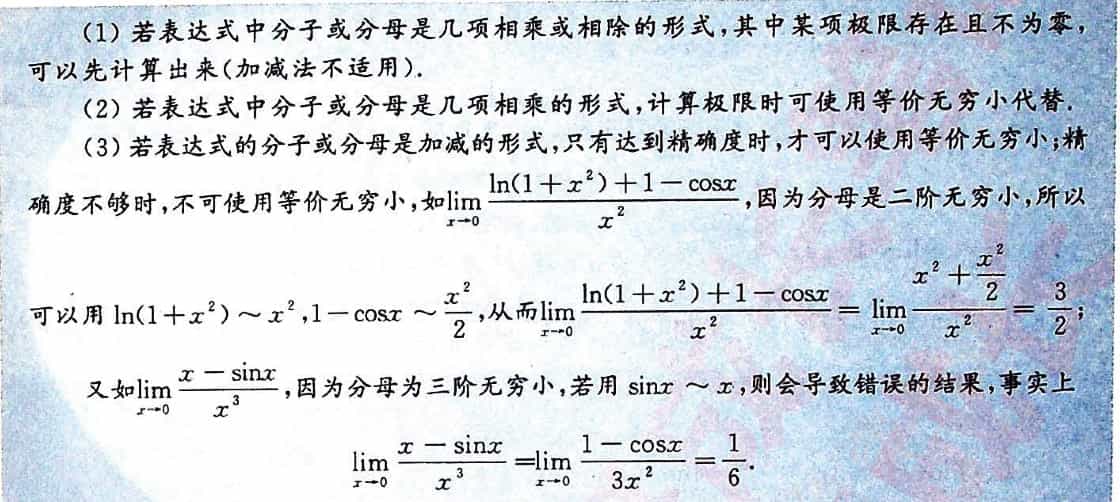 (1) 若表达式中分子或分母是几项相乘或相除的形式,其中某项极限存在且不为零,
可以先计算出来(加减法不适用).
(2) 若表达式中分子或分母是几项相乘的形式,计算极限时可使用等价无穷小代替.
(3) 若表达式的分子或分母是加减的形式,只有达到精确度时,才可以使用等价无穷小;精
确度不够时,不可使用等价无穷小,如$\lim_{x \to 0} \frac{\ln(1+x^2)+1-\cos x}{x^2}$,因为分母是二阶无穷小,所以
可以用 $\ln(1+x^2) \sim x^2, 1-\cos x \sim \frac{x^2}{2}$,从而$\lim_{x \to 0} \frac{\ln(1+x^2)+1-\cos x}{x^2} = \lim_{x \to 0} \frac{x^2+\frac{x^2}{2}}{x^2} = \frac{3}{2}$;
又如$\lim_{x \to 0} \frac{x-\sin x}{x^3}$,因为分母为三阶无穷小,若用 $\sin x \sim x$,则会导致错误的结果,事实上
$\lim_{x \to 0} \frac{x-\sin x}{x^3} = \lim_{x \to 0} \frac{1-\cos x}{3x^2} = \frac{1}{6}$.